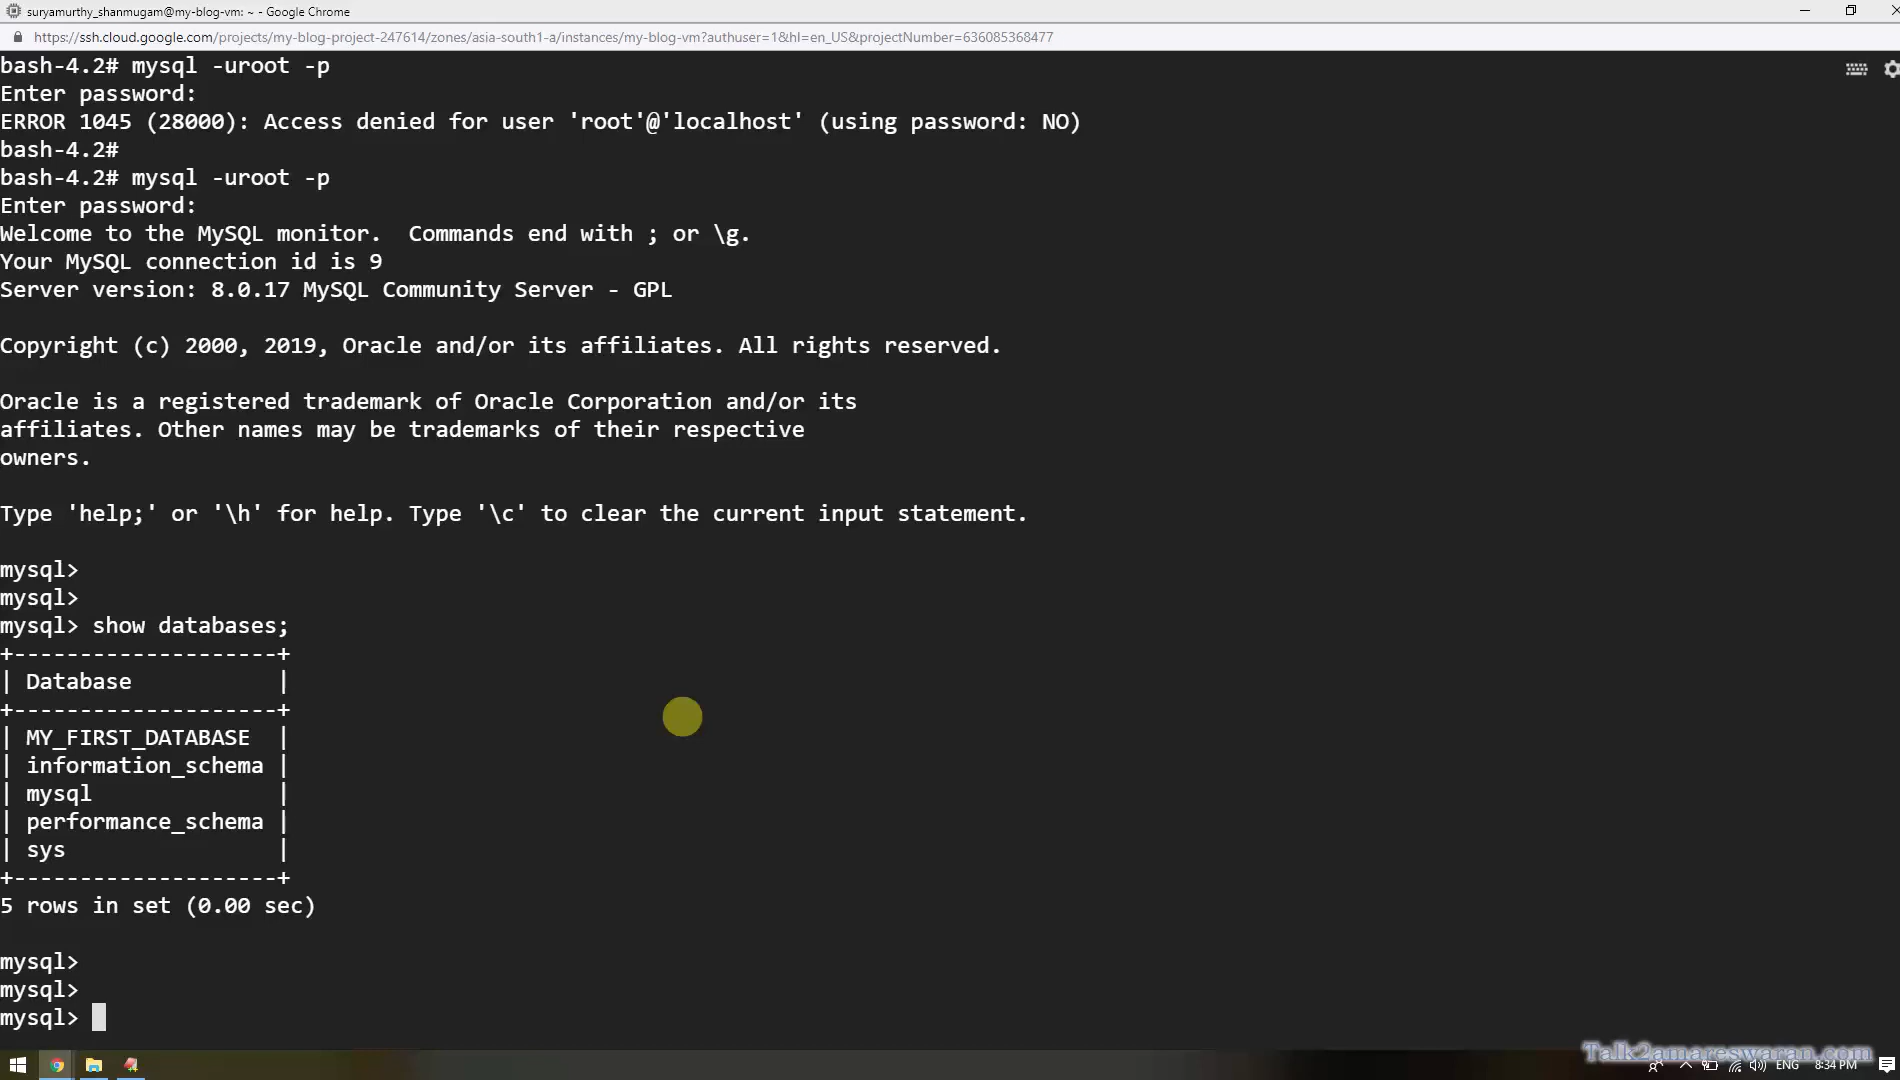 suryamurthy_shanmugam@my-blog-vm: ~ - Google Chrome
https://ssh.cloud.google.com/projects/my-blog-project-247614/zones/asia-south1-a/instances/my-blog-vm?authuser=1&hl=en_US&projectNumber=636085368477
bash-4.2# mysql -uroot -p
Enter password:
ERROR 1045 (28000): Access denied for user 'root'@'localhost' (using password: NO)
bash-4.2#
bash-4.2# mysql -uroot -p
Enter password:
Welcome to the MySQL monitor.  Commands end with ; or \g.
Your MySQL connection id is 9
Server version: 8.0.17 MySQL Community Server - GPL
Copyright (c) 2000, 2019, Oracle and/or its affiliates. All rights reserved.
Oracle is a registered trademark of Oracle Corporation and/or its
affiliates. Other names may be trademarks of their respective
owners.
Type 'help;' or '\h' for help. Type '\c' to clear the current input statement.
mysql>
mysql>
mysql> show databases;
+--------------------+
| Database           |
+--------------------+
| MY_FIRST_DATABASE  |
| information_schema |
| mysql              |
| performance_schema |
| sys                |
+--------------------+
5 rows in set (0.00 sec)
mysql>
mysql>
mysql>
Talk2amareswaran.com
ENG
8:34 PM